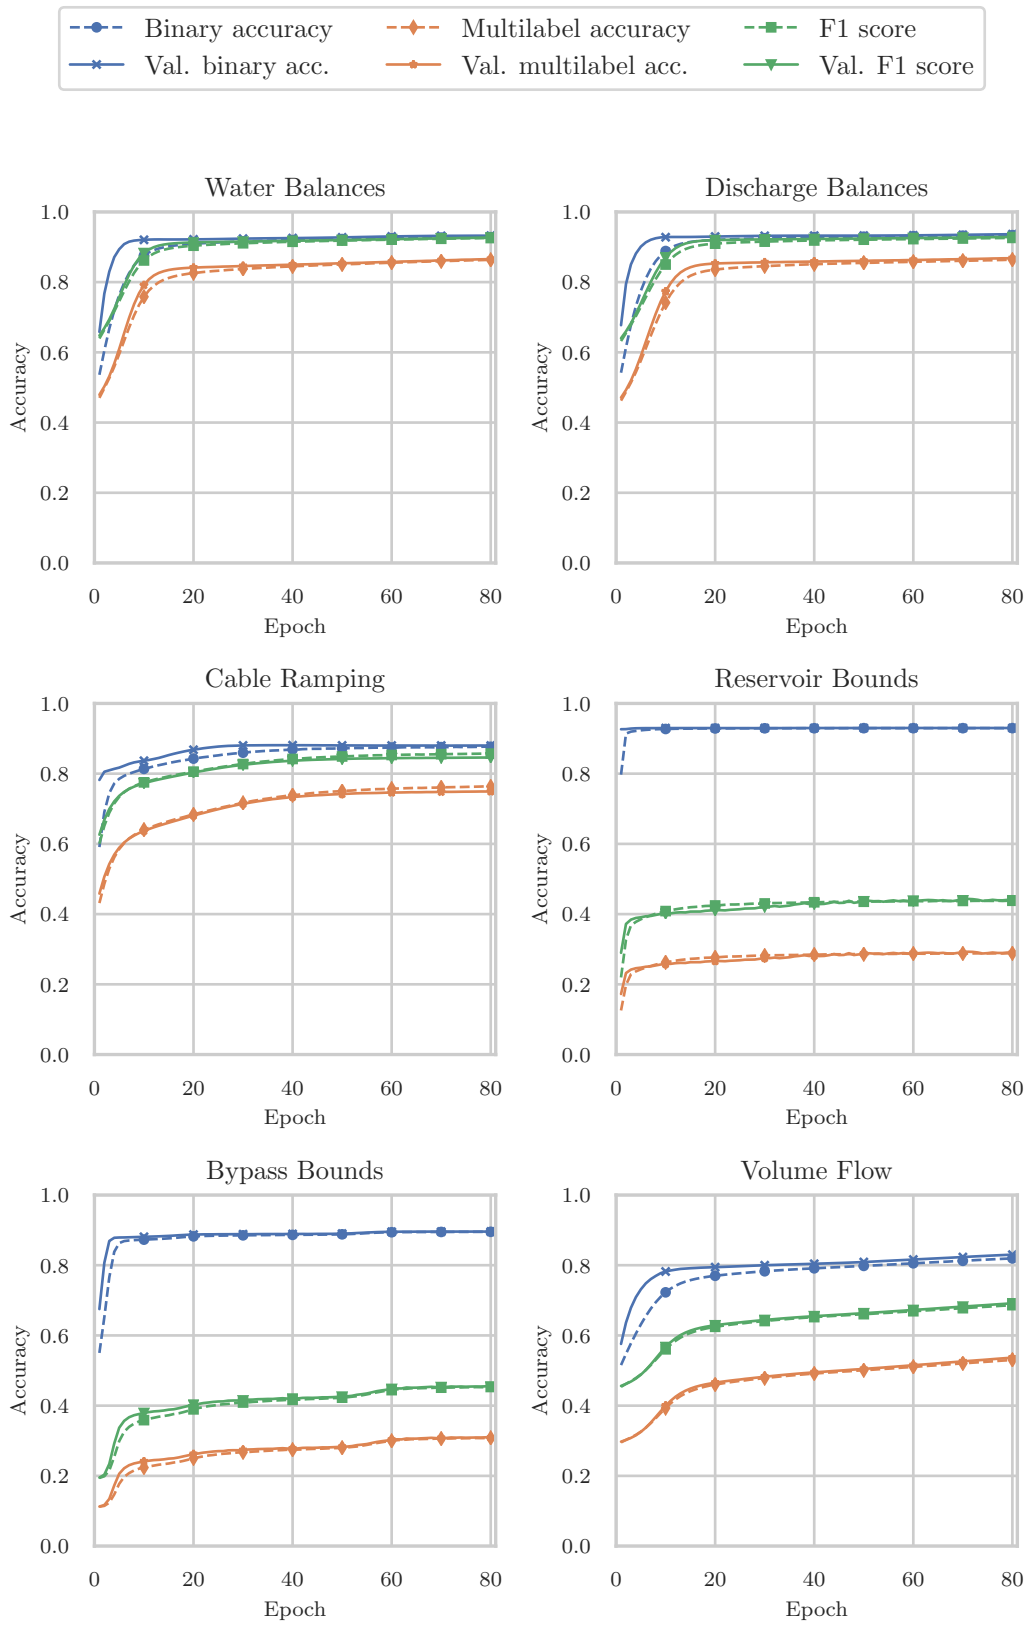 Binary accuracy Multilabel accuracy F1 score
Val. binary acc. Val. multilabel acc. Val. F1 score
Water Balances
1.0
0.8
0.6
0.4
0.2
0.0
Accuracy
0 20 40 60 80
Epoch
Discharge Balances
1.0
0.8
0.6
0.4
0.2
0.0
Accuracy
0 20 40 60 80
Epoch
Cable Ramping
1.0
0.8
0.6
0.4
0.2
0.0
Accuracy
0 20 40 60 80
Epoch
Reservoir Bounds
1.0
0.8
0.6
0.4
0.2
0.0
Accuracy
0 20 40 60 80
Epoch
Bypass Bounds
1.0
0.8
0.6
0.4
0.2
0.0
Accuracy
0 20 40 60 80
Epoch
Volume Flow
1.0
0.8
0.6
0.4
0.2
0.0
Accuracy
0 20 40 60 80
Epoch